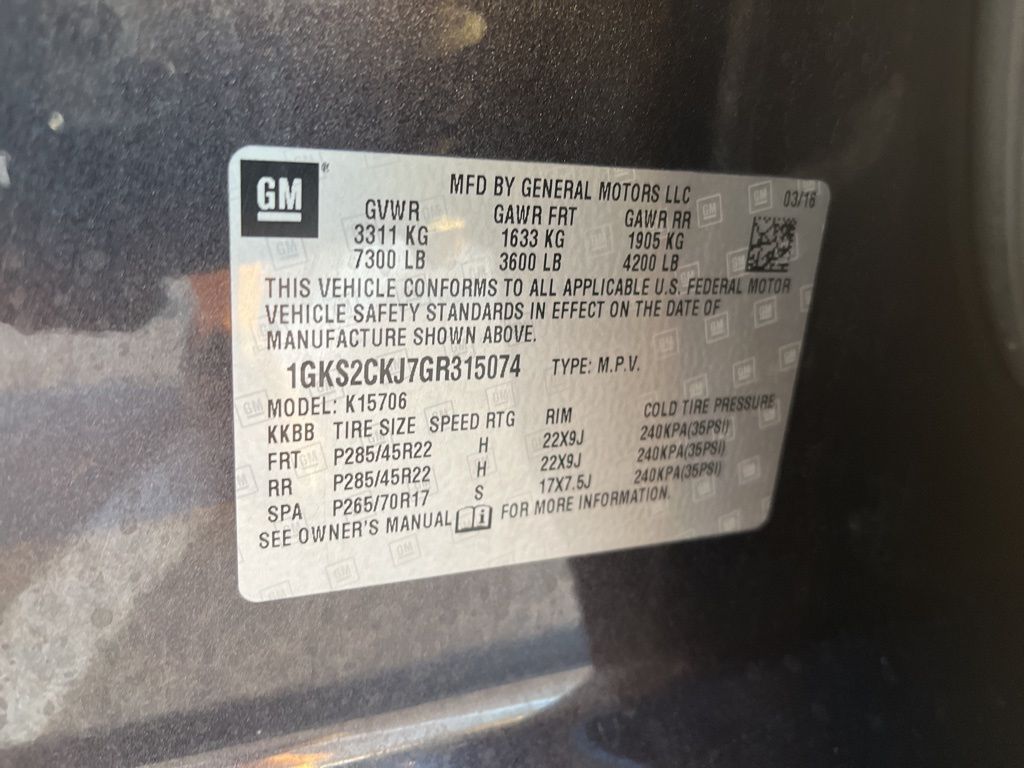 GM®
MFD BY GENERAL MOTORS LLC 03/16
GVWR GAWR FRT GAWR RR
3311 KG 1633 KG 1905 KG
7300 LB 3600 LB 4200 LB
THIS VEHICLE CONFORMS TO ALL APPLICABLE U.S. FEDERAL MOTOR
VEHICLE SAFETY STANDARDS IN EFFECT ON THE DATE OF
MANUFACTURE SHOWN ABOVE.
1GKS2CKJ7GR315074 TYPE: M.P.V.
MODEL: K15706
KKBB TIRE SIZE SPEED RTG RIM COLD TIRE PRESSURE
FRT P285/45R22 H 22X9J 240KPA(35PSI)
RR P285/45R22 H 22X9J 240KPA(35PSI)
SPA P265/70R17 S 17X7.5J 240KPA(35PSI)
SEE OWNER'S MANUAL FOR MORE INFORMATION.